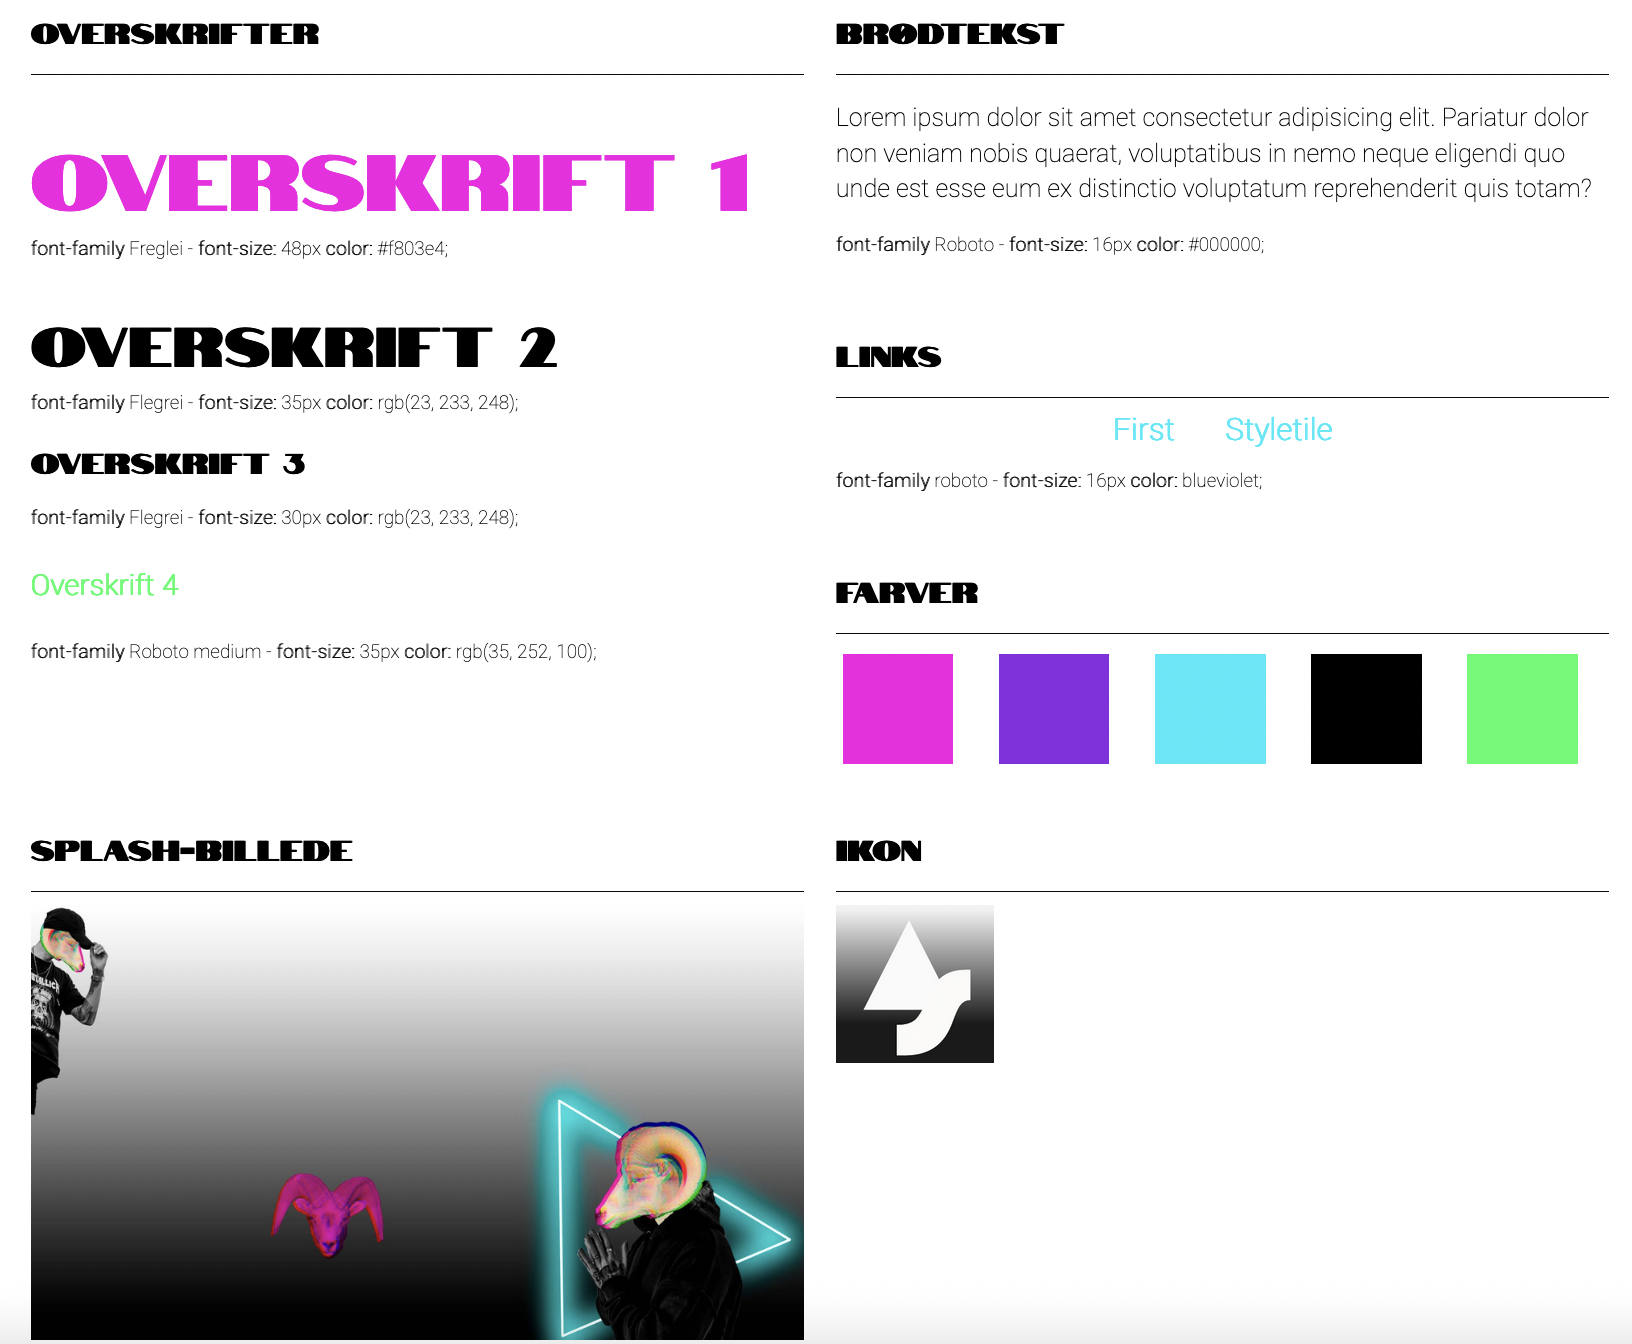 OVERSKRIFTER
OVERSKRIFT 1
font-family Freglei - font-size: 48px color: #f803e4;
OVERSKRIFT 2
font-family Flegrei - font-size: 35px color: rgb(23, 233, 248);
OVERSKRIFT 3
font-family Flegrei - font-size: 30px color: rgb(23, 233, 248);
Overskrift 4
font-family Roboto medium - font-size: 35px color: rgb(35, 252, 100);
BRØDTEKST
Lorem ipsum dolor sit amet consectetur adipisicing elit. Pariatur dolor
non veniam nobis quaerat, voluptatibus in nemo neque eligendi quo
unde est esse eum ex distinctio voluptatum reprehenderit quis totam?
font-family Roboto - font-size: 16px color: #000000;
LINKS
First Styletile
font-family roboto - font-size: 16px color: blueviolet;
FARVER
SPLASH-BILLEDE
IKON